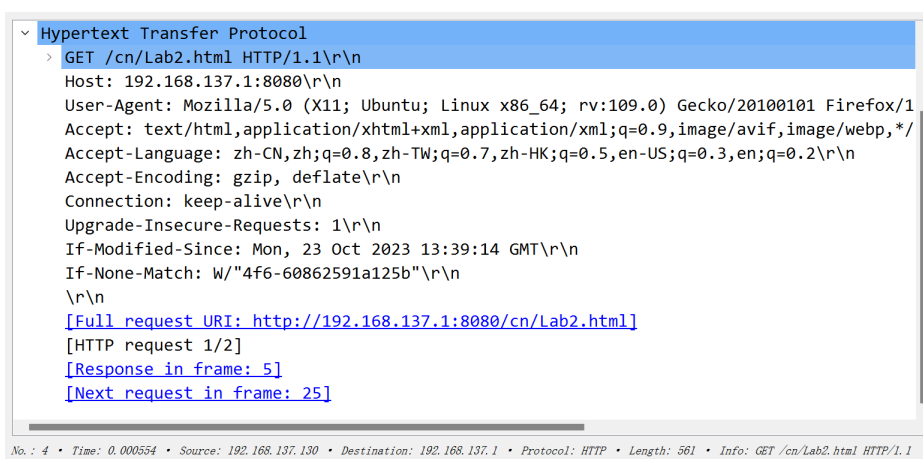 Hypertext Transfer Protocol
GET /cn/Lab2.html HTTP/1.1\r\n
Host: 192.168.137.1:8080\r\n
User-Agent: Mozilla/5.0 (X11; Ubuntu; Linux x86_64; rv:109.0) Gecko/20100101 Firefox/1
Accept: text/html,application/xhtml+xml,application/xml;q=0.9,image/avif,image/webp,*/
Accept-Language: zh-CN,zh;q=0.8,zh-TW;q=0.7,zh-HK;q=0.5,en-US;q=0.3,en;q=0.2\r\n
Accept-Encoding: gzip, deflate\r\n
Connection: keep-alive\r\n
Upgrade-Insecure-Requests: 1\r\n
If-Modified-Since: Mon, 23 Oct 2023 13:39:14 GMT\r\n
If-None-Match: W/"4f6-60862591a125b"\r\n
\r\n
[Full request URI: http://192.168.137.1:8080/cn/Lab2.html]
[HTTP request 1/2]
[Response in frame: 5]
[Next request in frame: 25]
No.: 4 • Time: 0.000554 • Source: 192.168.137.130 • Destination: 192.168.137.1 • Protocol: HTTP • Length: 561 • Info: GET /cn/Lab2.html HTTP/1.1